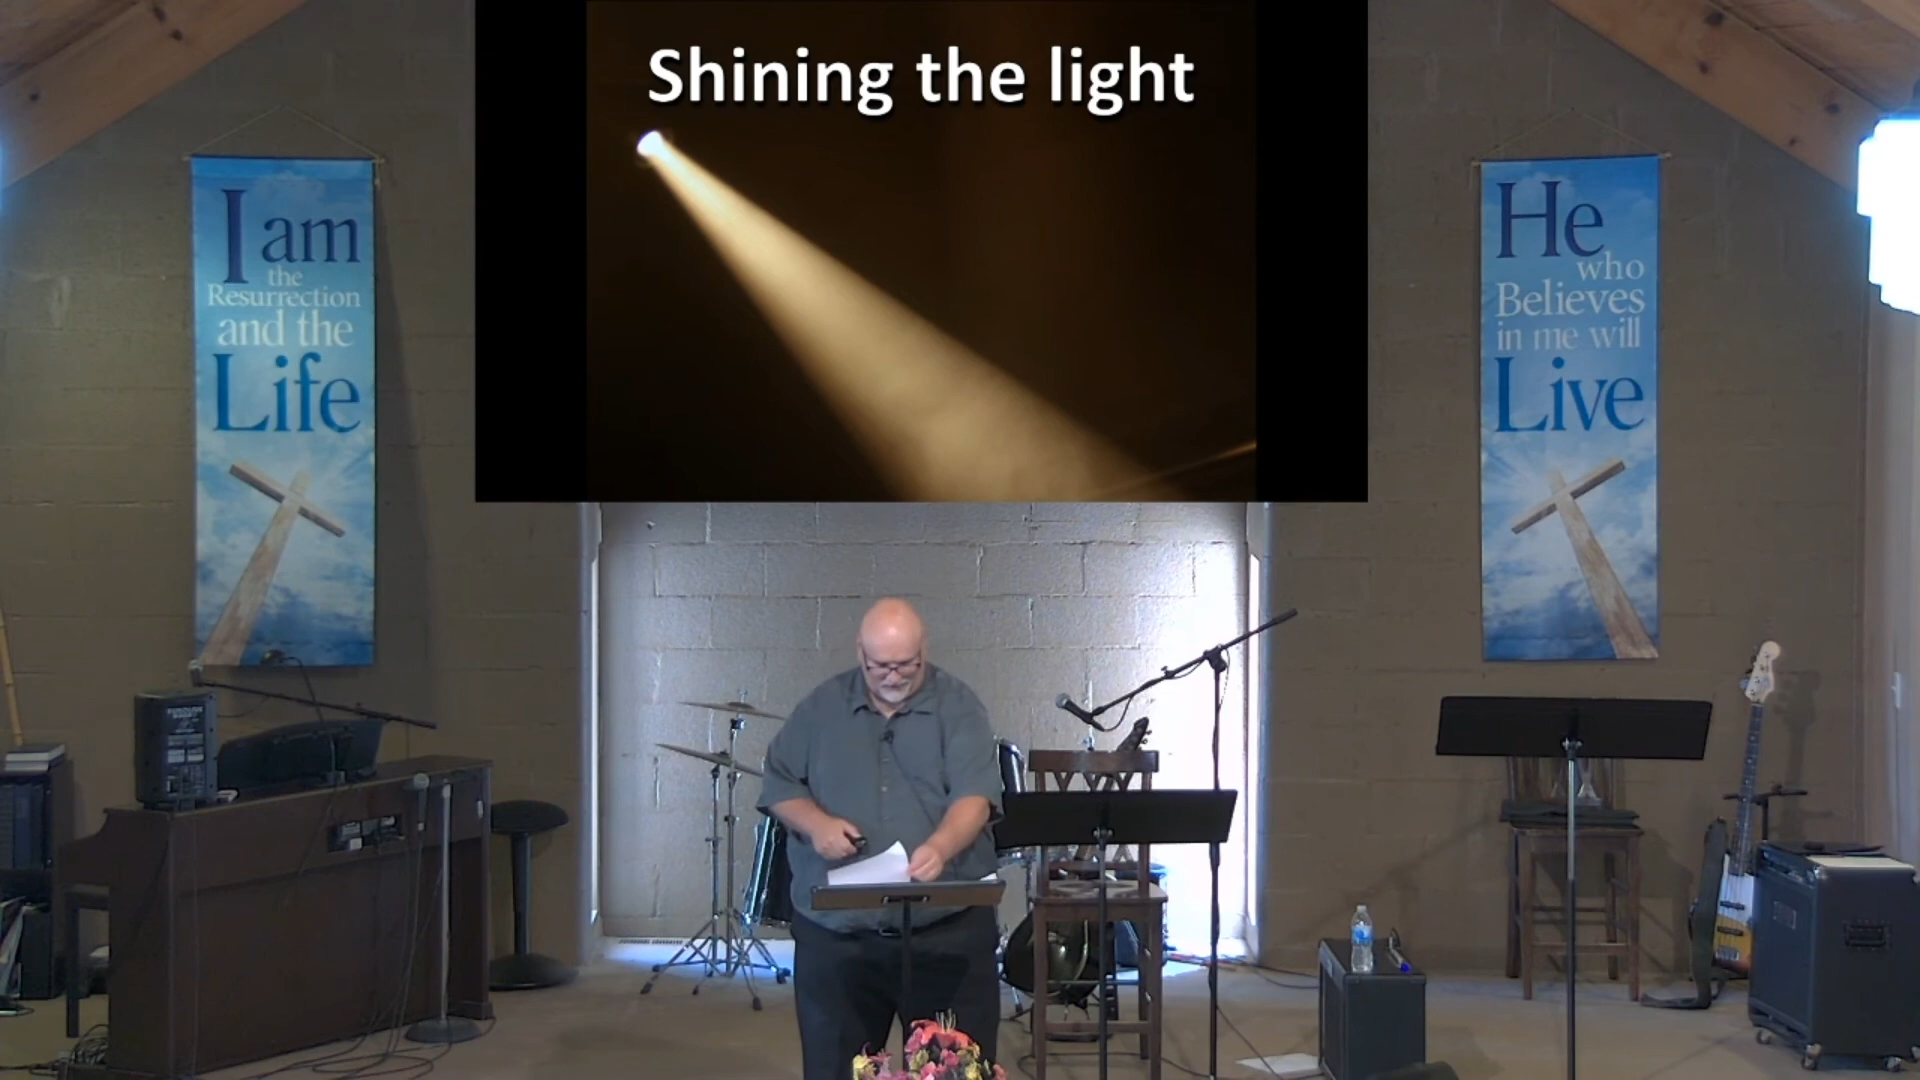 Shining the light
I am
the
Resurrection
and the
Life
He
who
Believes
in me will
Live